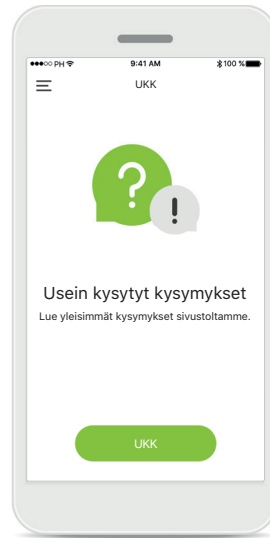 PH 9:41 AM 100 %
UKK
?
!
Usein kysytyt kysymykset
Lue yleisimmät kysymykset sivustoltamme.
UKK